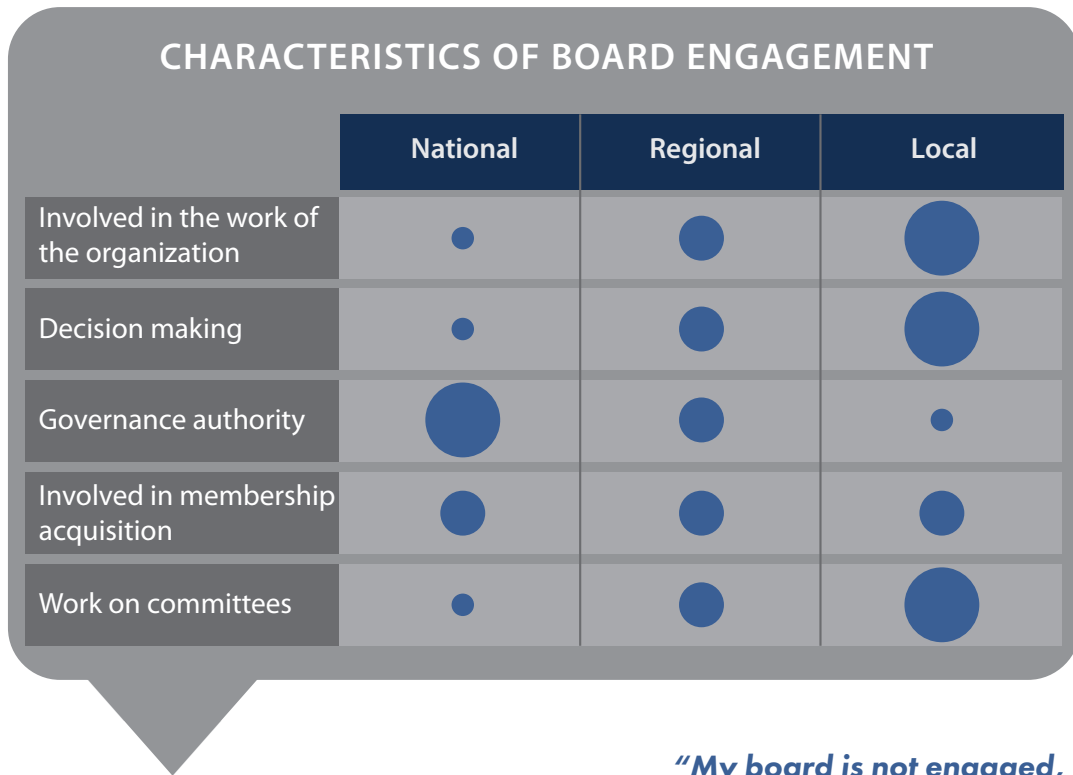 CHARACTERISTICS OF BOARD ENGAGEMENT
National Regional Local
Involved in the work of
the organization
Decision making
Governance authority
Involved in membership
acquisition
Work on committees
“My board is not engaged,